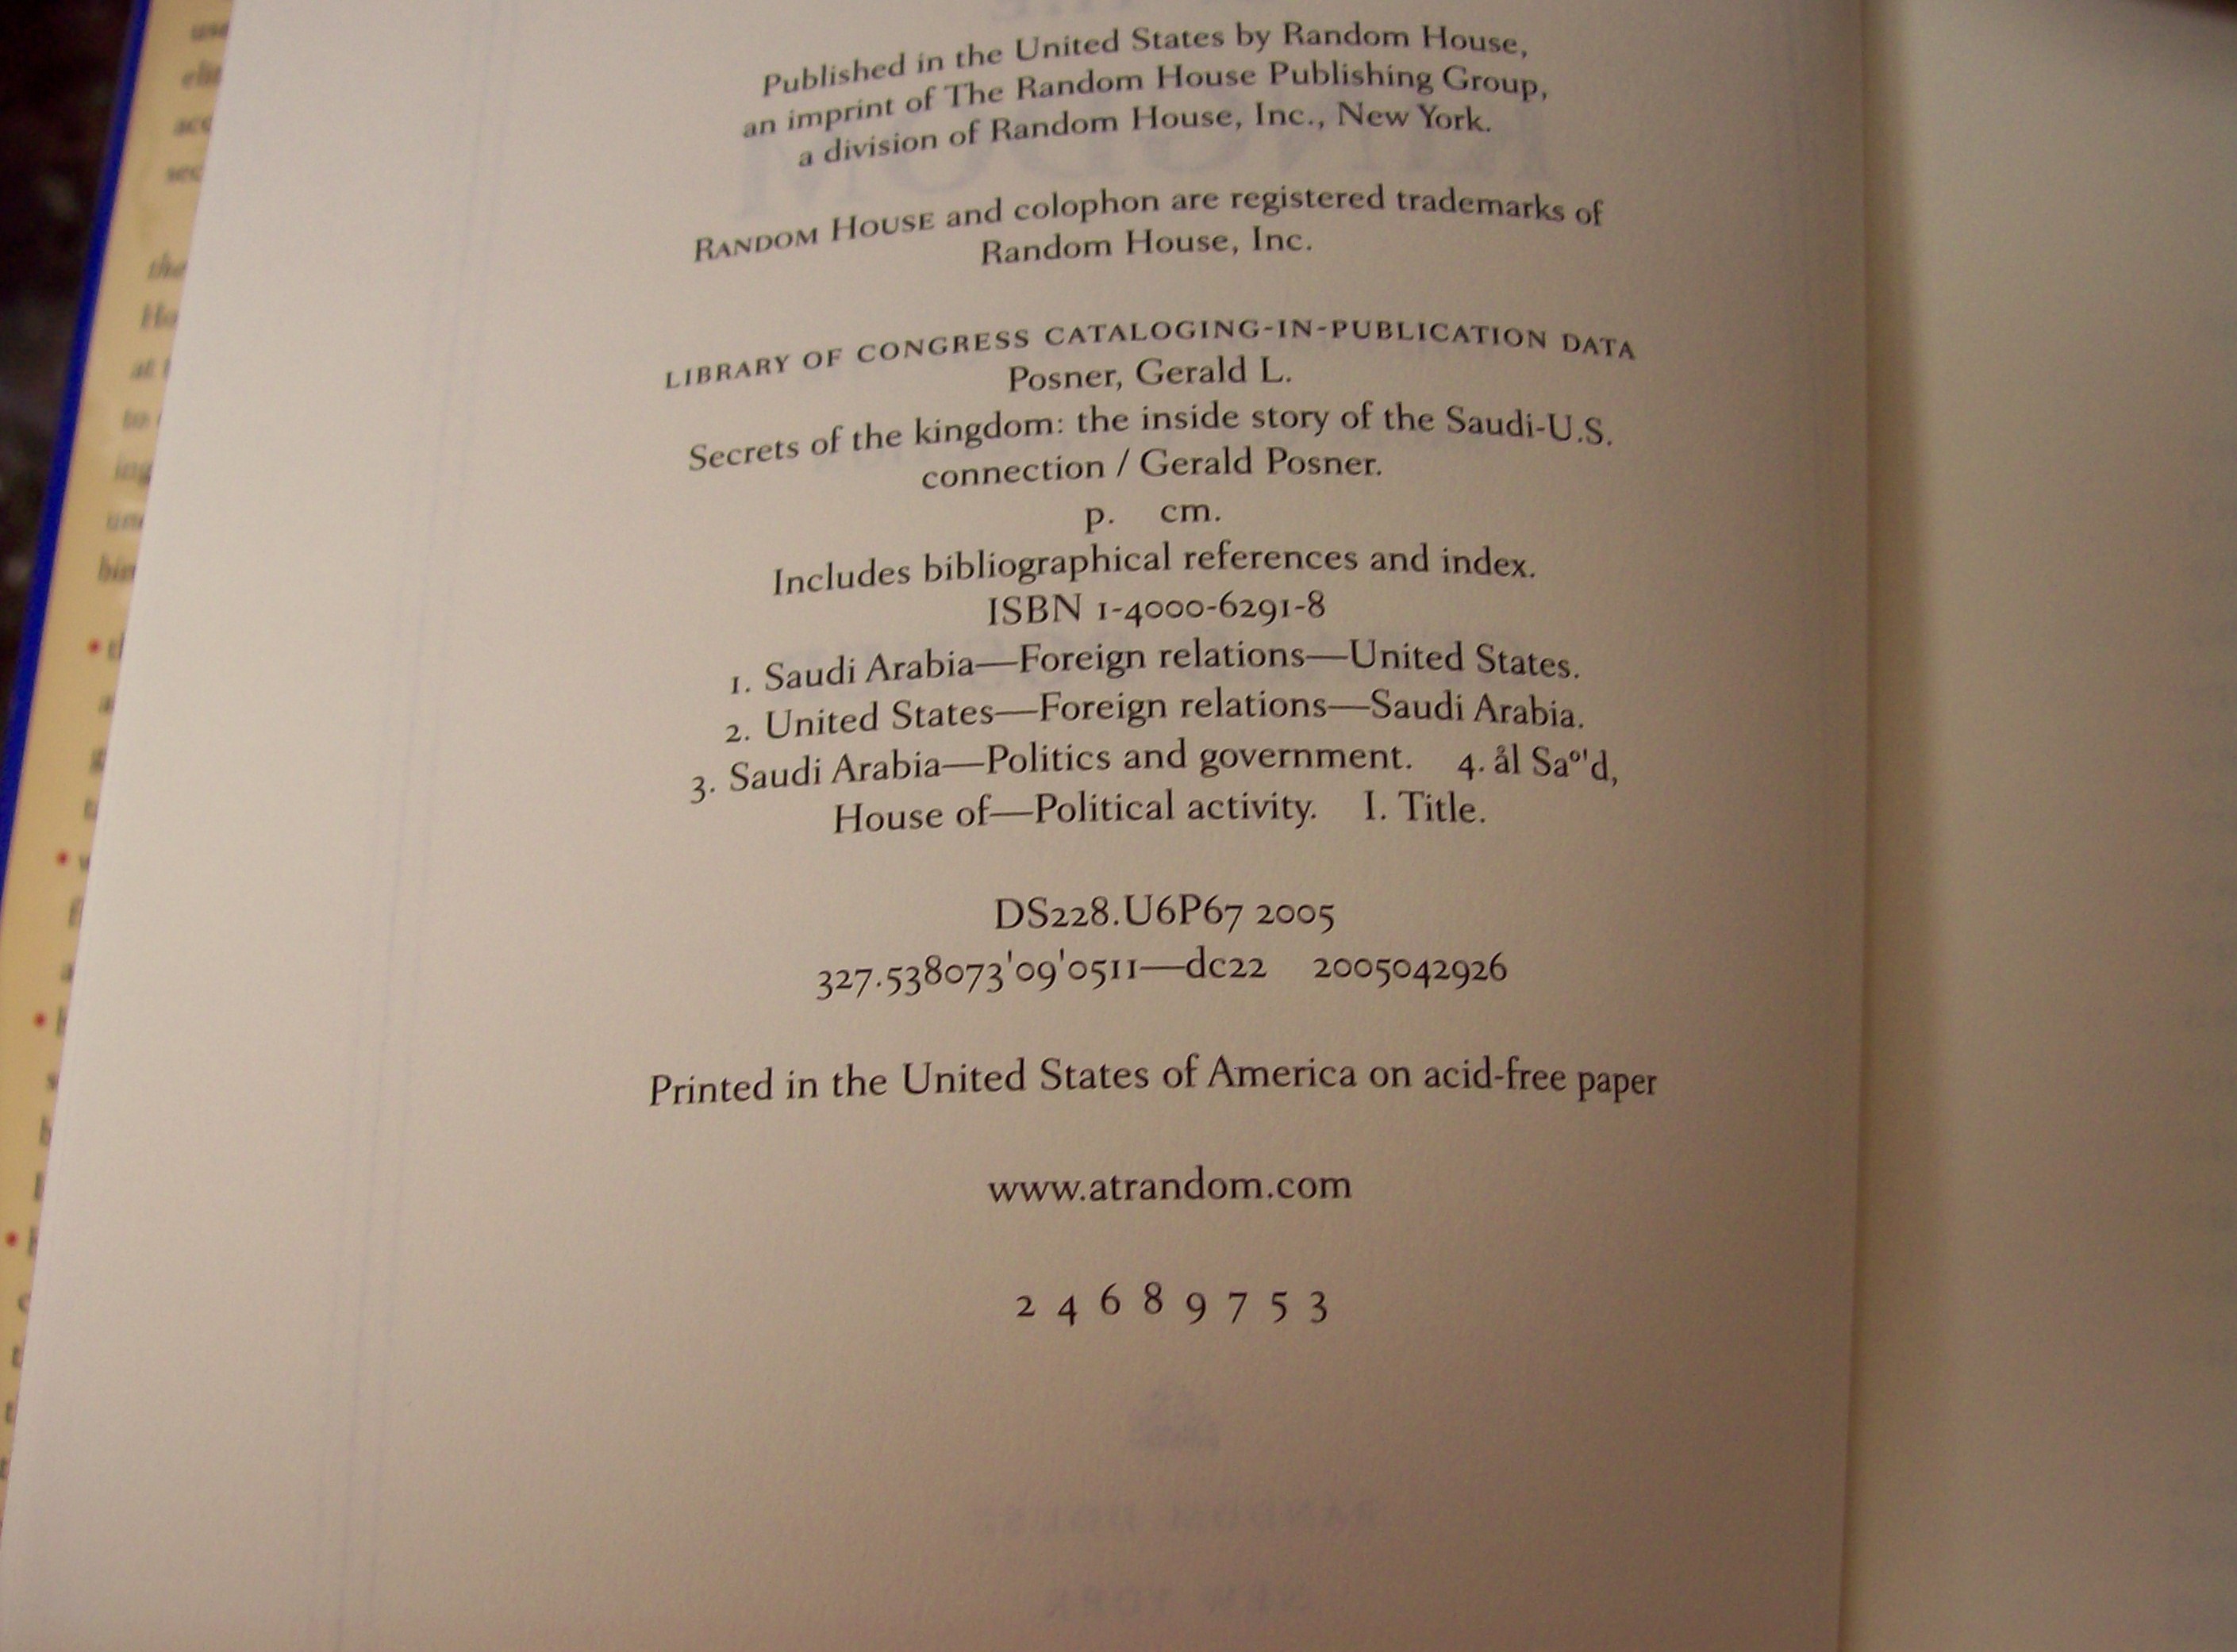 Published in the United States by Random House,
an imprint of The Random House Publishing Group,
a division of Random House, Inc., New York.
RANDOM HOUSE and colophon are registered trademarks of
Random House, Inc.
LIBRARY OF CONGRESS CATALOGING-IN-PUBLICATION DATA
Posner, Gerald L.
Secrets of the kingdom: the inside story of the Saudi-U.S.
connection / Gerald Posner.
p. cm.
Includes bibliographical references and index.
ISBN 1-4000-6291-8
1. Saudi Arabia—Foreign relations—United States.
2. United States—Foreign relations—Saudi Arabia.
3. Saudi Arabia—Politics and government. 4. ål Saº'd,
House of—Political activity. I. Title.
DS228.U6P67 2005
327.538073'09'0511—dc22 2005042926
Printed in the United States of America on acid-free paper
www.atrandom.com
2 4 6 8 9 7 5 3